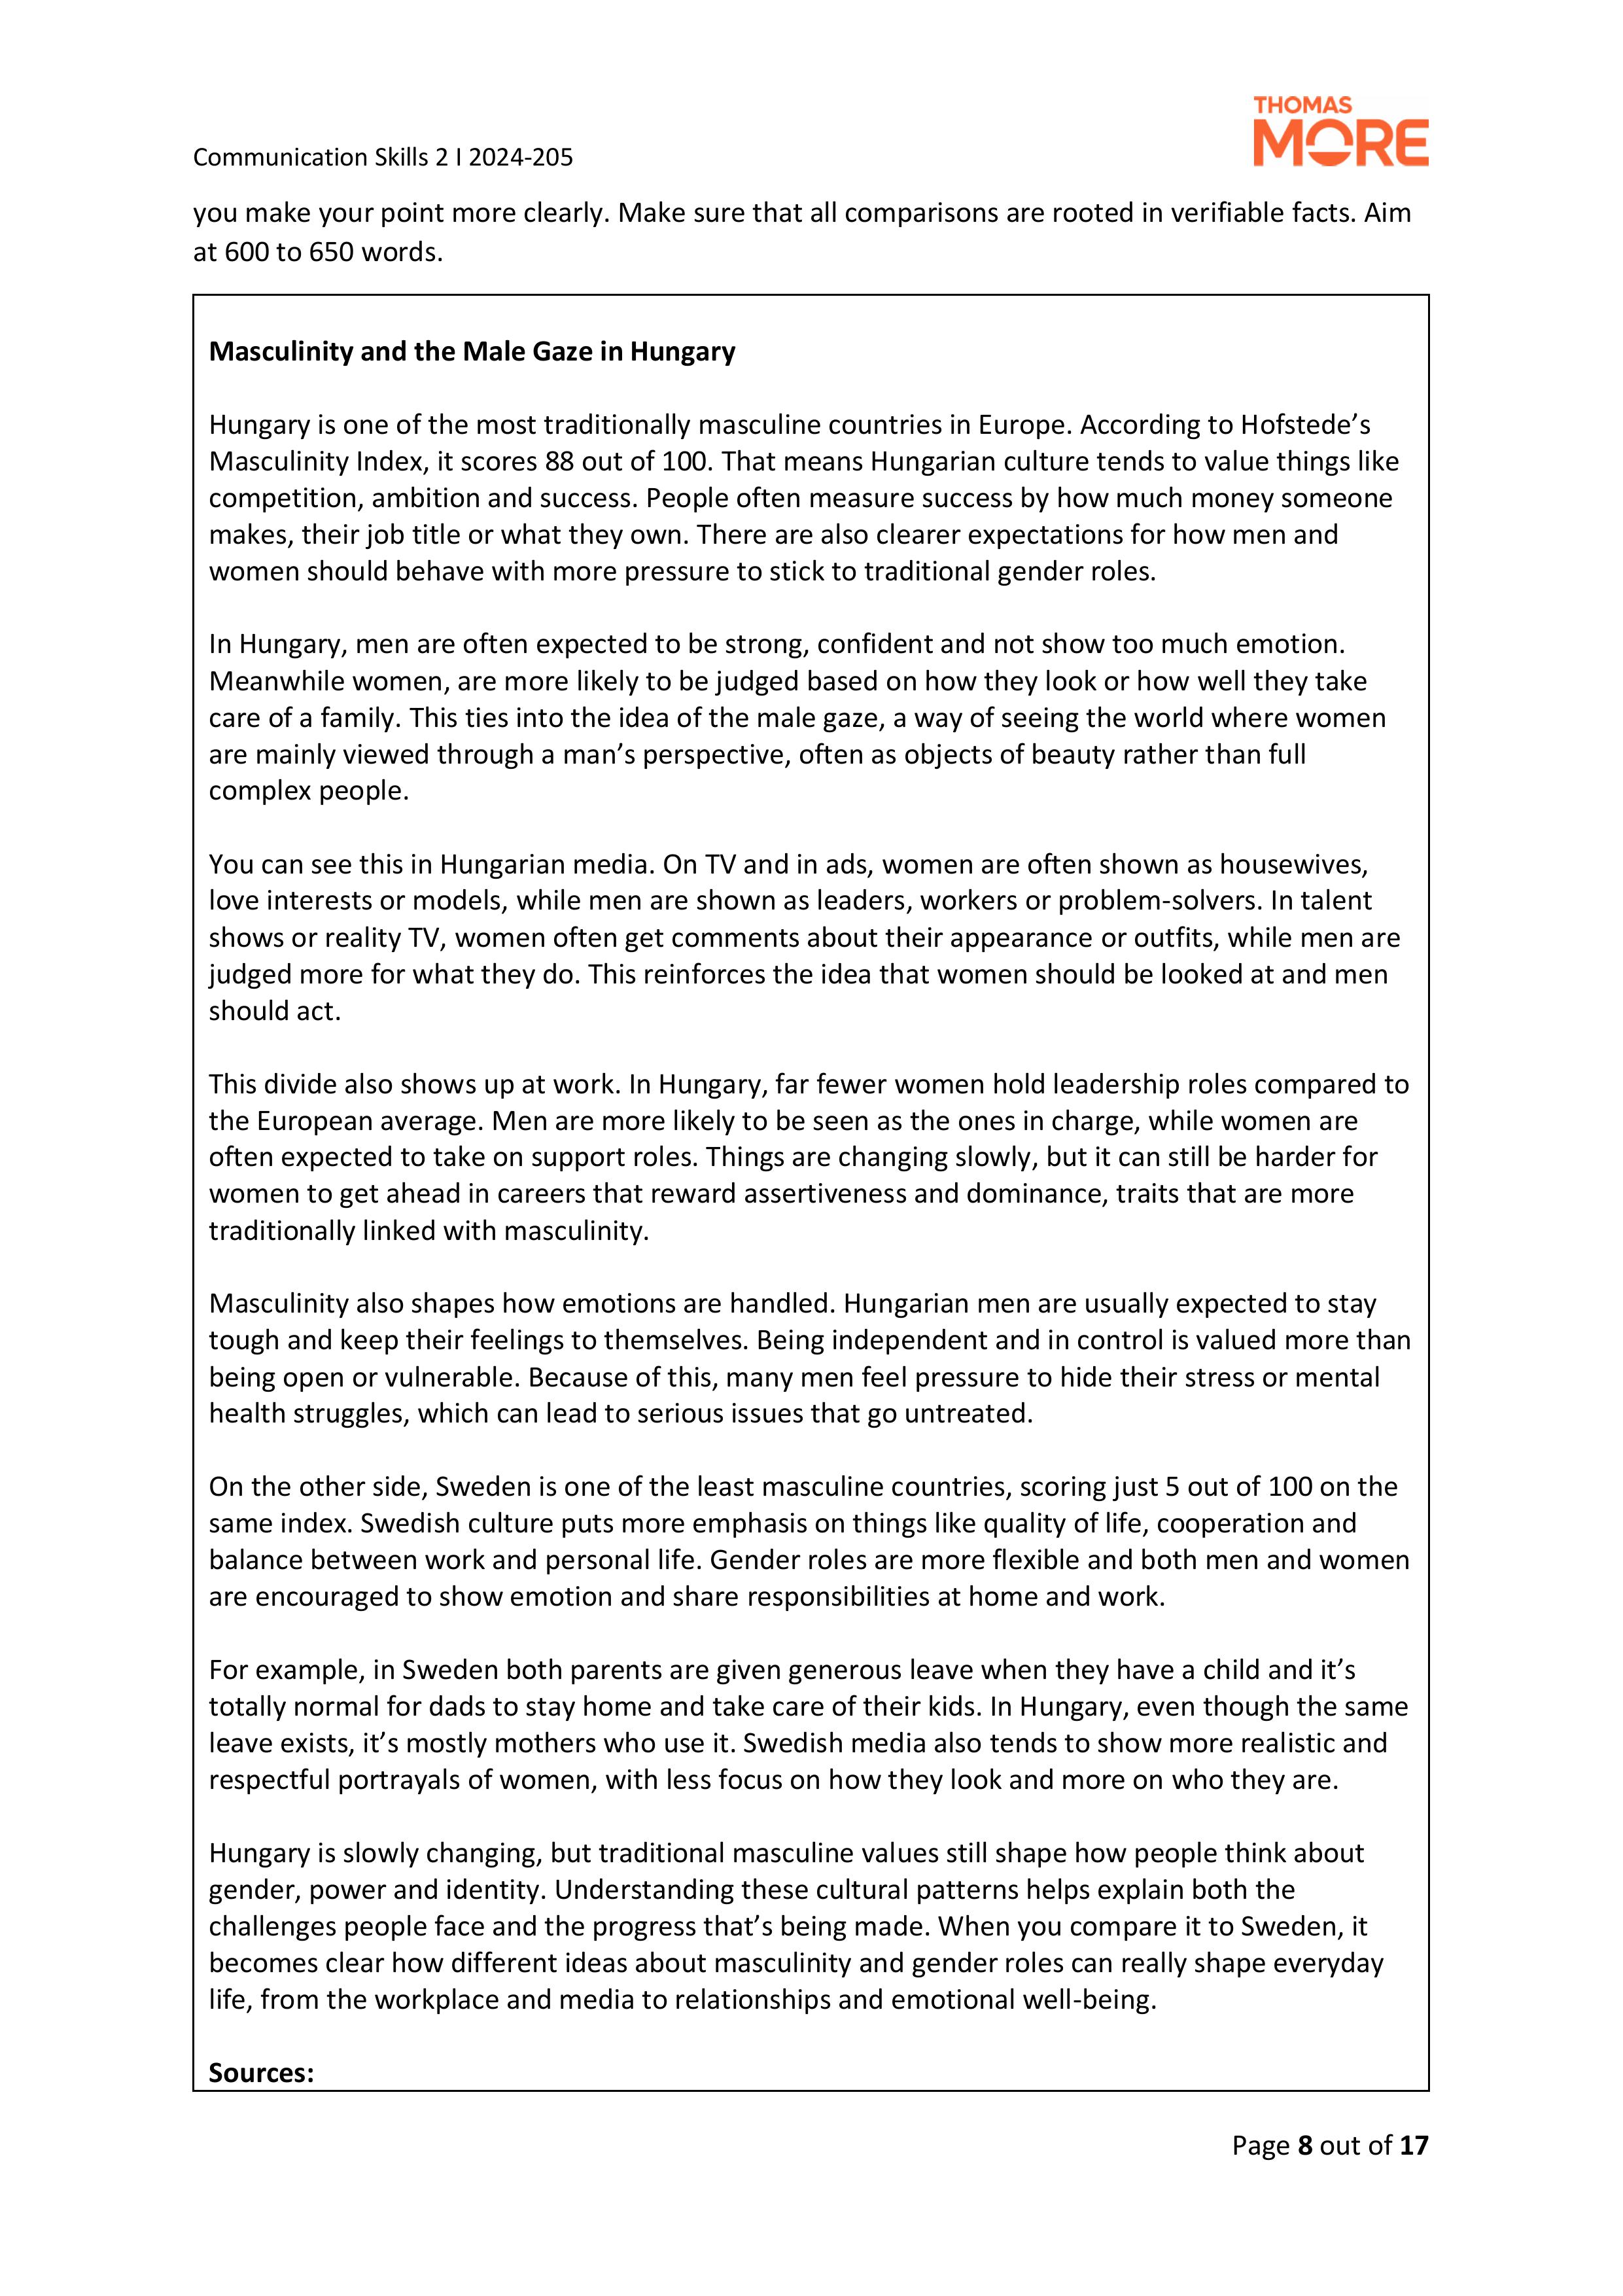 THOMAS
MORE
Communication Skills 2 I 2024-205
you make your point more clearly. Make sure that all comparisons are rooted in verifiable facts. Aim
at 600 to 650 words.
Masculinity and the Male Gaze in Hungary
Hungary is one of the most traditionally masculine countries in Europe. According to Hofstede’s
Masculinity Index, it scores 88 out of 100. That means Hungarian culture tends to value things like
competition, ambition and success. People often measure success by how much money someone
makes, their job title or what they own. There are also clearer expectations for how men and
women should behave with more pressure to stick to traditional gender roles.
In Hungary, men are often expected to be strong, confident and not show too much emotion.
Meanwhile women, are more likely to be judged based on how they look or how well they take
care of a family. This ties into the idea of the male gaze, a way of seeing the world where women
are mainly viewed through a man’s perspective, often as objects of beauty rather than full
complex people.
You can see this in Hungarian media. On TV and in ads, women are often shown as housewives,
love interests or models, while men are shown as leaders, workers or problem-solvers. In talent
shows or reality TV, women often get comments about their appearance or outfits, while men are
judged more for what they do. This reinforces the idea that women should be looked at and men
should act.
This divide also shows up at work. In Hungary, far fewer women hold leadership roles compared to
the European average. Men are more likely to be seen as the ones in charge, while women are
often expected to take on support roles. Things are changing slowly, but it can still be harder for
women to get ahead in careers that reward assertiveness and dominance, traits that are more
traditionally linked with masculinity.
Masculinity also shapes how emotions are handled. Hungarian men are usually expected to stay
tough and keep their feelings to themselves. Being independent and in control is valued more than
being open or vulnerable. Because of this, many men feel pressure to hide their stress or mental
health struggles, which can lead to serious issues that go untreated.
On the other side, Sweden is one of the least masculine countries, scoring just 5 out of 100 on the
same index. Swedish culture puts more emphasis on things like quality of life, cooperation and
balance between work and personal life. Gender roles are more flexible and both men and women
are encouraged to show emotion and share responsibilities at home and work.
For example, in Sweden both parents are given generous leave when they have a child and it’s
totally normal for dads to stay home and take care of their kids. In Hungary, even though the same
leave exists, it’s mostly mothers who use it. Swedish media also tends to show more realistic and
respectful portrayals of women, with less focus on how they look and more on who they are.
Hungary is slowly changing, but traditional masculine values still shape how people think about
gender, power and identity. Understanding these cultural patterns helps explain both the
challenges people face and the progress that’s being made. When you compare it to Sweden, it
becomes clear how different ideas about masculinity and gender roles can really shape everyday
life, from the workplace and media to relationships and emotional well-being.
Sources:
Page 8 out of 17